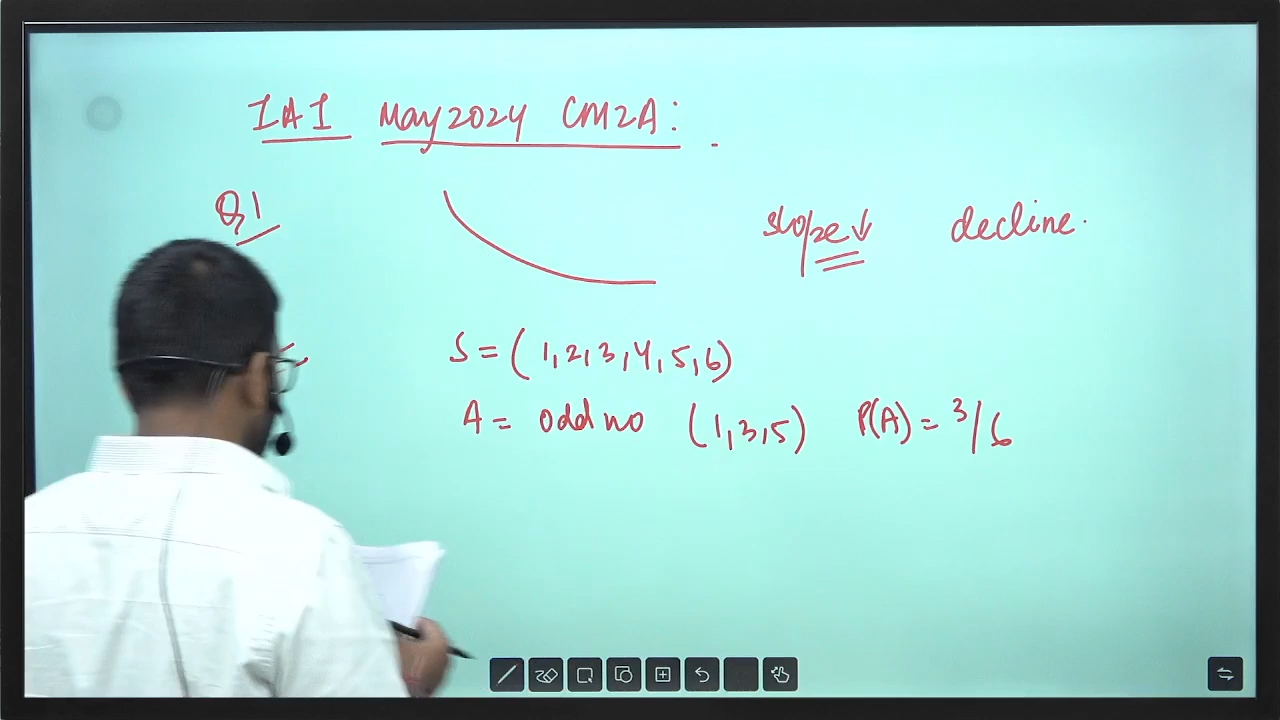 IAI May 2024 CM2A:
Q1
slope↓ decline.
S = (1,2,3,4,5,6)
A = odd no (1,3,5) P(A) = 3/6